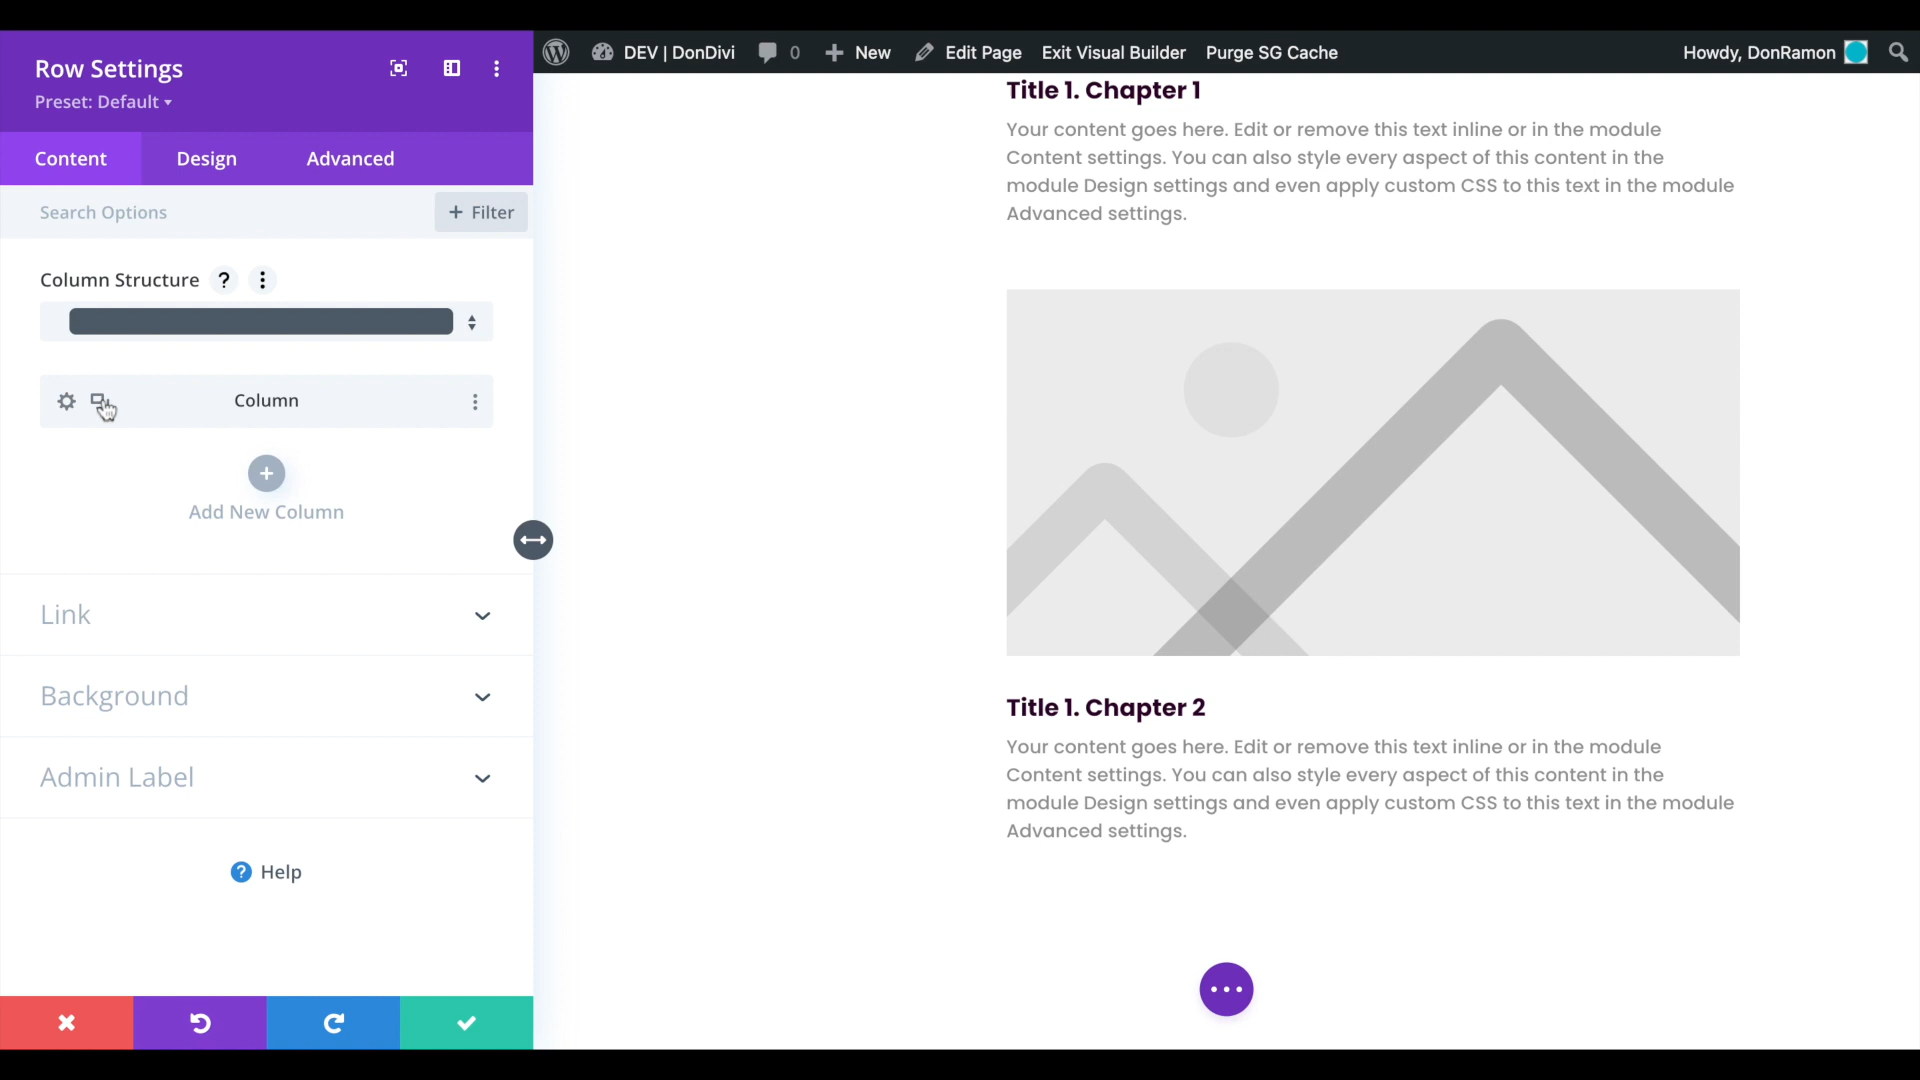 Row Settings
Preset: Default
Content
Design
Advanced
Search Options
+ Filter
Column Structure ?
Column
Add New Column
Link
Background
Admin Label
? Help
DEV | DonDivi
0
New
Edit Page
Exit Visual Builder
Purge SG Cache
Howdy, DonRamon
Title 1. Chapter 1
Your content goes here. Edit or remove this text inline or in the module
Content settings. You can also style every aspect of this content in the
module Design settings and even apply custom CSS to this text in the module
Advanced settings.
Title 1. Chapter 2
Your content goes here. Edit or remove this text inline or in the module
Content settings. You can also style every aspect of this content in the
module Design settings and even apply custom CSS to this text in the module
Advanced settings.